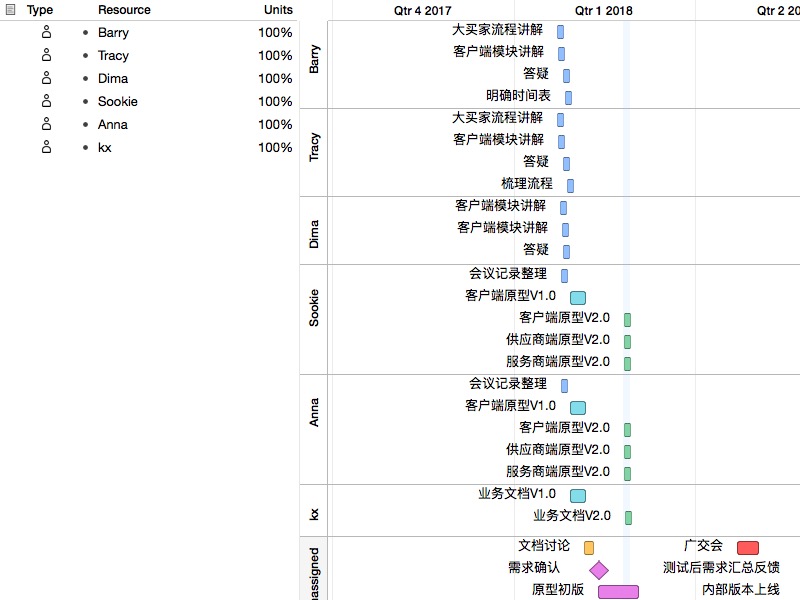 Type Resource Units
Barry 100%
Tracy 100%
Dima 100%
Sookie 100%
Anna 100%
kx 100%
Qtr 4 2017 Qtr 1 2018 Qtr 2 20
Barry
大买家流程讲解
客户端模块讲解
答疑
明确时间表
Tracy
大买家流程讲解
客户端模块讲解
答疑
梳理流程
Dima
客户端模块讲解
客户端模块讲解
答疑
Sookie
会议记录整理
客户端原型V1.0
客户端原型V2.0
供应商端原型V2.0
服务商端原型V2.0
Anna
会议记录整理
客户端原型V1.0
客户端原型V2.0
供应商端原型V2.0
服务商端原型V2.0
kx
业务文档V1.0
业务文档V2.0
assigned
文档讨论 广交会
需求确认 测试后需求汇总反馈
原型初版 内部版本上线